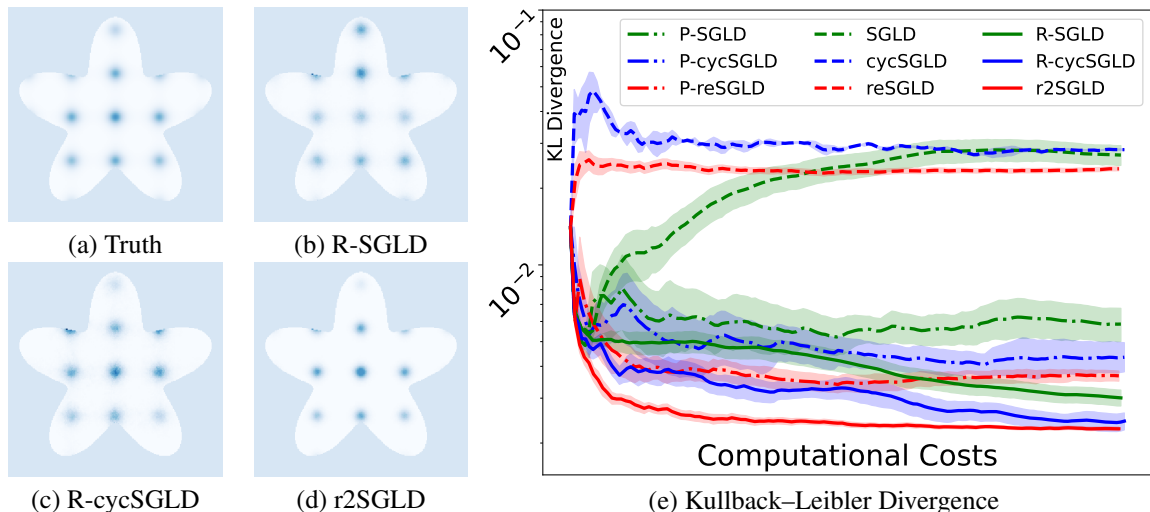 (a) Truth
(b) R-SGLD
(c) R-cycSGLD
(d) r2SGLD
10⁻¹
10⁻²
KL Divergence
P-SGLD
P-cycSGLD
P-reSGLD
SGLD
cycSGLD
reSGLD
R-SGLD
R-cycSGLD
r2SGLD
Computational Costs
(e) Kullback–Leibler Divergence